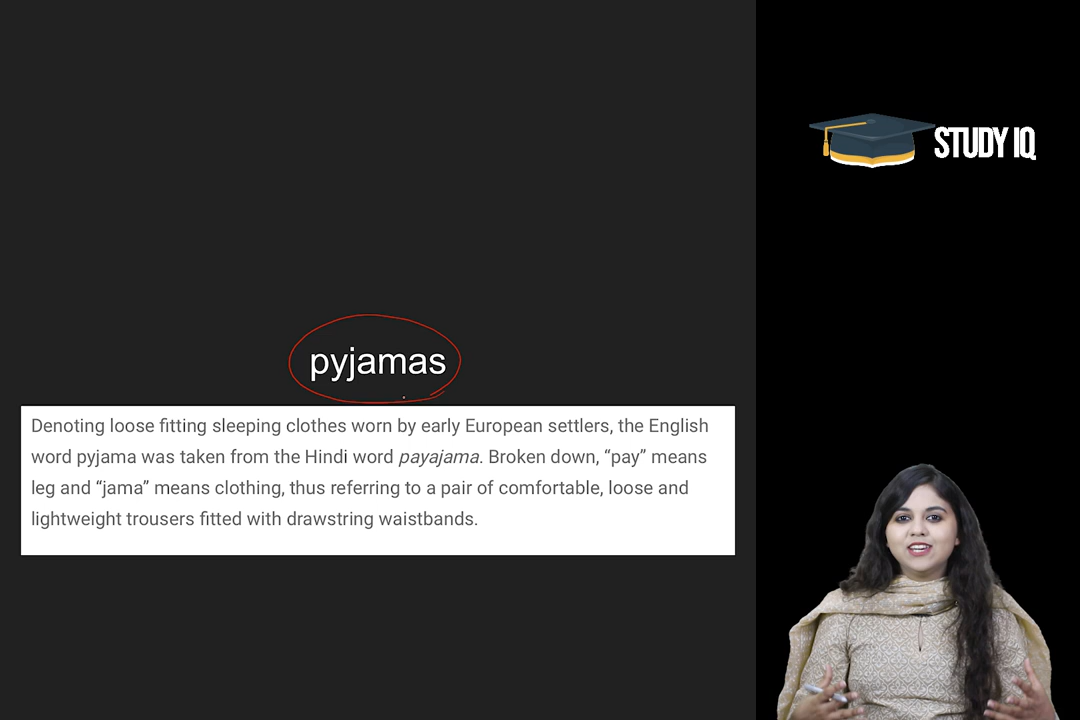 STUDY IQ
pyjamas
Denoting loose fitting sleeping clothes worn by early European settlers, the English
word pyjama was taken from the Hindi word payajama. Broken down, “pay” means
leg and “jama” means clothing, thus referring to a pair of comfortable, loose and
lightweight trousers fitted with drawstring waistbands.